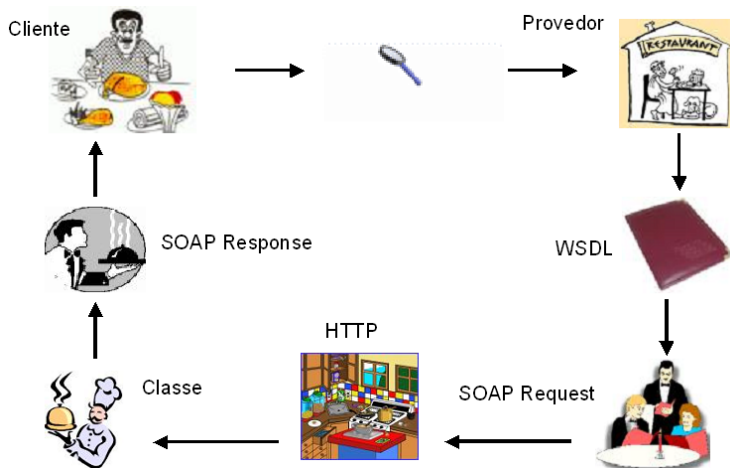 Cliente
Provedor
RESTAURANT
SOAP Response
WSDL
HTTP
Classe
SOAP Request